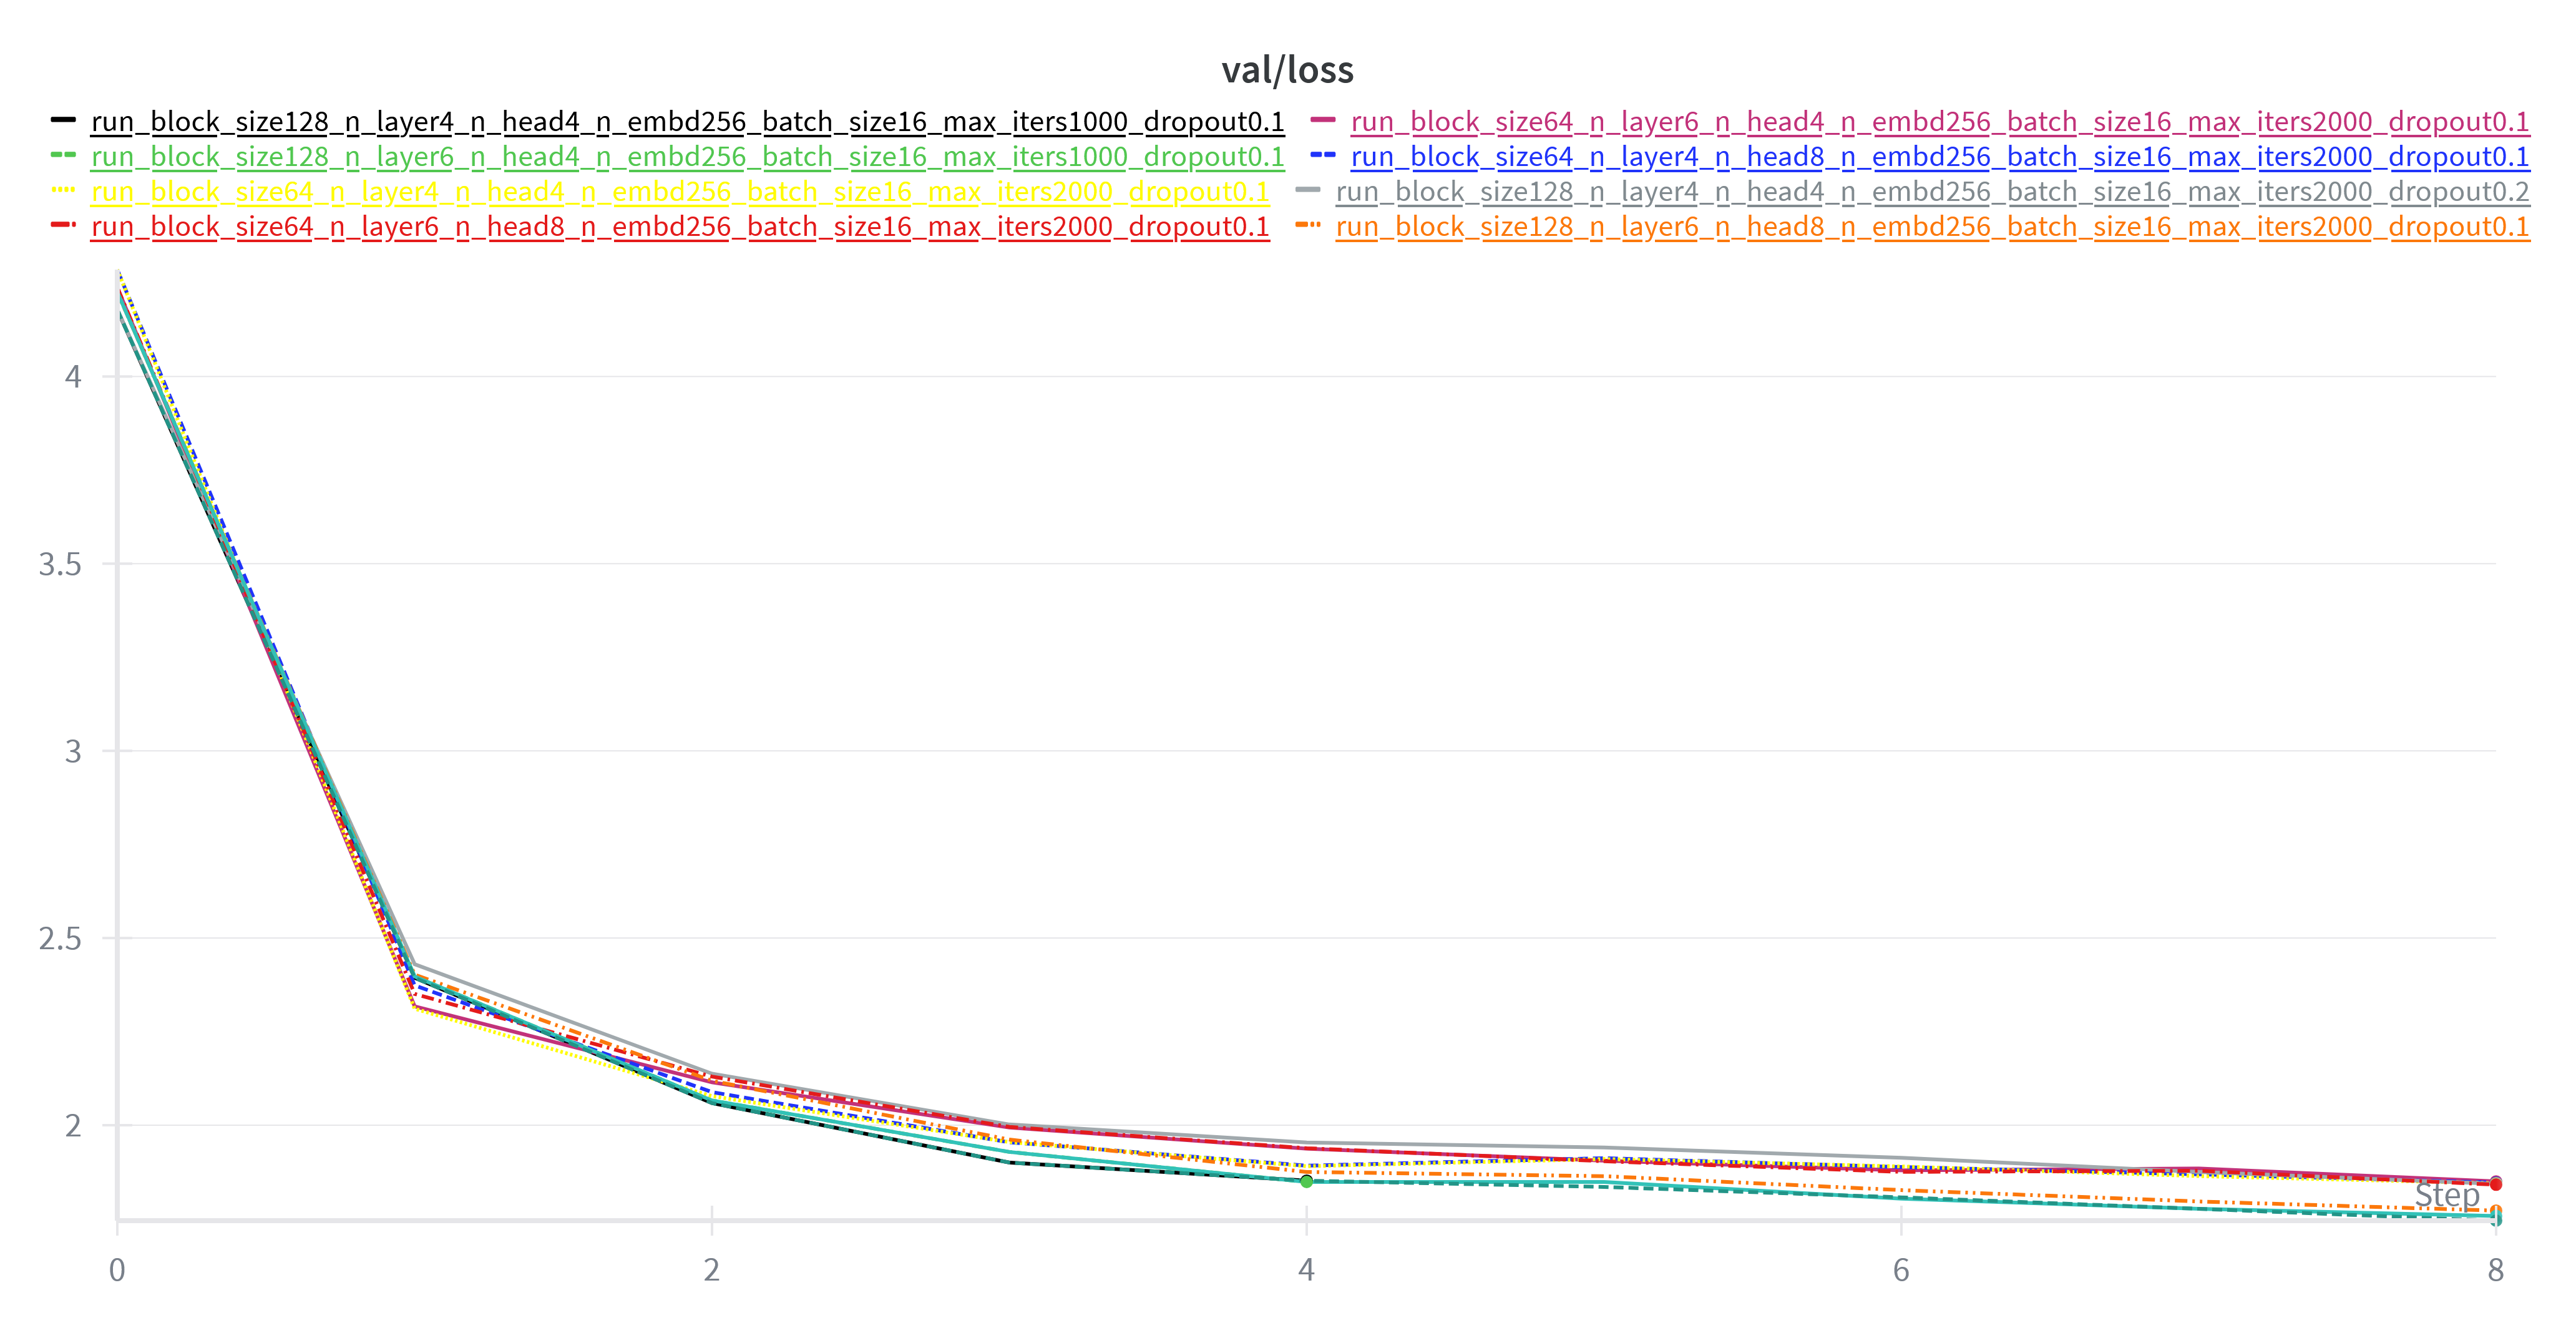 val/loss
run_block_size128_n_layer4_n_head4_n_embd256_batch_size16_max_iters1000_dropout0.1
run_block_size64_n_layer6_n_head4_n_embd256_batch_size16_max_iters2000_dropout0.1
run_block_size128_n_layer6_n_head4_n_embd256_batch_size16_max_iters1000_dropout0.1
run_block_size64_n_layer4_n_head8_n_embd256_batch_size16_max_iters2000_dropout0.1
run_block_size64_n_layer4_n_head4_n_embd256_batch_size16_max_iters2000_dropout0.1
run_block_size128_n_layer4_n_head4_n_embd256_batch_size16_max_iters2000_dropout0.2
run_block_size64_n_layer6_n_head8_n_embd256_batch_size16_max_iters2000_dropout0.1
run_block_size128_n_layer6_n_head8_n_embd256_batch_size16_max_iters2000_dropout0.1
4
3.5
3
2.5
2
Step
0 2 4 6 8